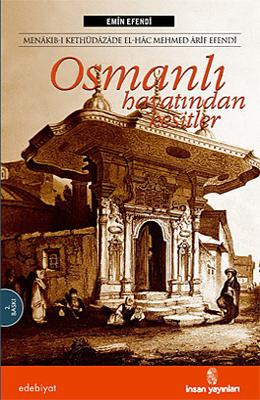 EMİN EFENDİ
MENÂKIB-I KETHÜDÂZÂDE EL-HÂC MEHMED ÂRİF EFENDİ
Osmanlı
hayatından
kesitler
2. BASKI
edebiyat
insan yayınları